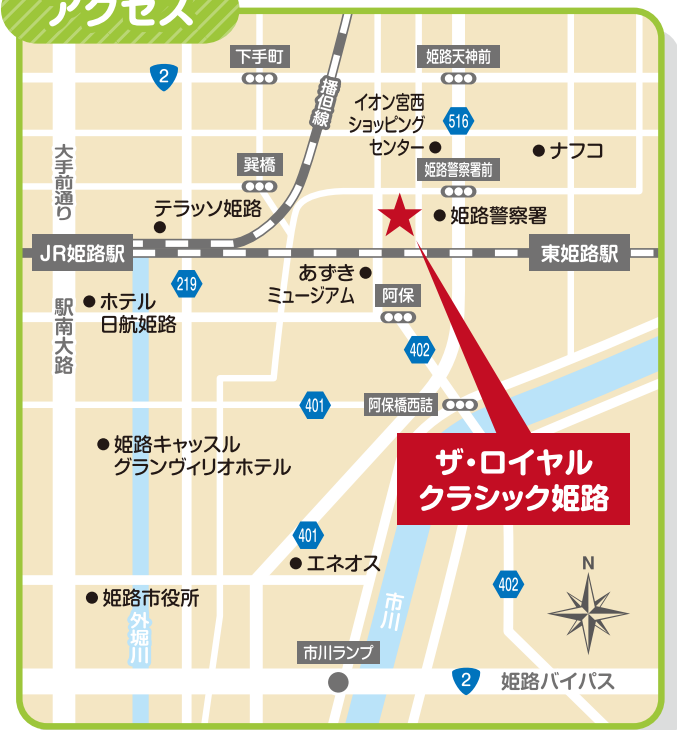 アクセス
下手町
姫路天神前
2
播但線
イオン宮西
ショッピング
センター
516
ナフコ
大手前通り
巽橋
姫路警察署前
テラッソ姫路
姫路警察署
JR姫路駅
東姫路駅
219
あずき
ミュージアム
阿保
ホテル
日航姫路
駅南大路
402
401
阿保橋西詰
姫路キャッスル
グランヴィリオホテル
ザ・ロイヤル
クラシック姫路
401
エネオス
N
402
姫路市役所
市川
外堀川
市川ランプ
2
姫路バイパス